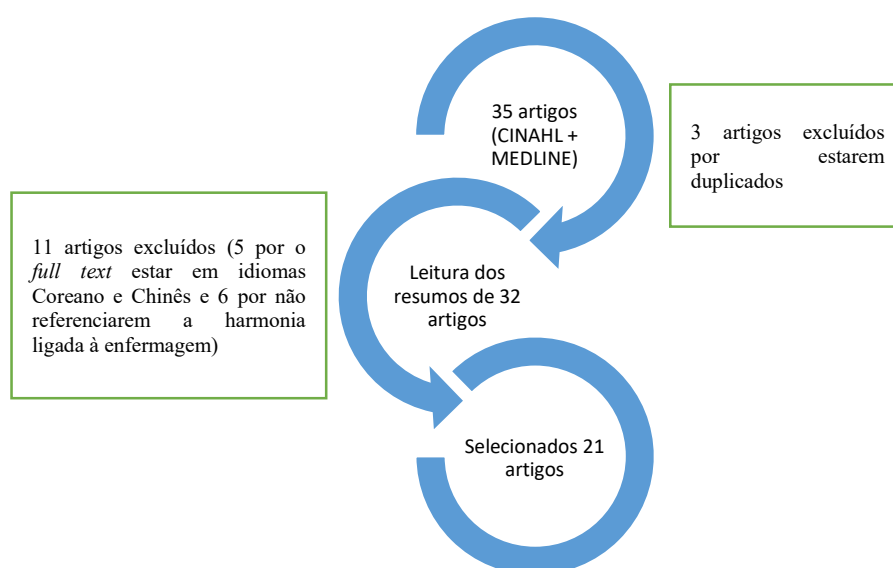 35 artigos
(CINAHL +
MEDLINE)
3 artigos excluídos
por estarem
duplicados
11 artigos excluídos (5 por o
full text estar em idiomas
Coreano e Chinês e 6 por não
referenciarem a harmonia
ligada à enfermagem)
Leitura dos
resumos de 32
artigos
Selecionados 21
artigos